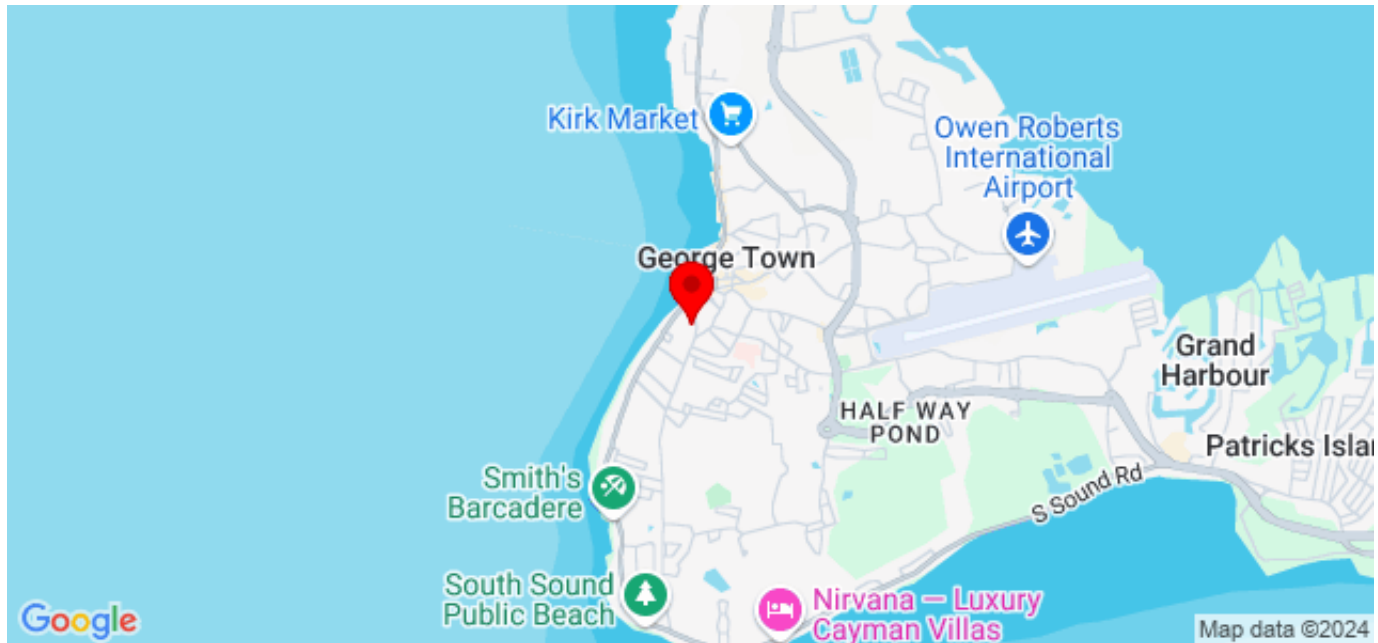 Kirk Market
Owen Roberts
International
Airport
George Town
Grand
Harbour
HALF WAY
POND
Patricks Islan
Smith's
Barcadere
S Sound Rd
South Sound
Public Beach
Nirvana — Luxury
Cayman Villas
Google
Map data ©2024